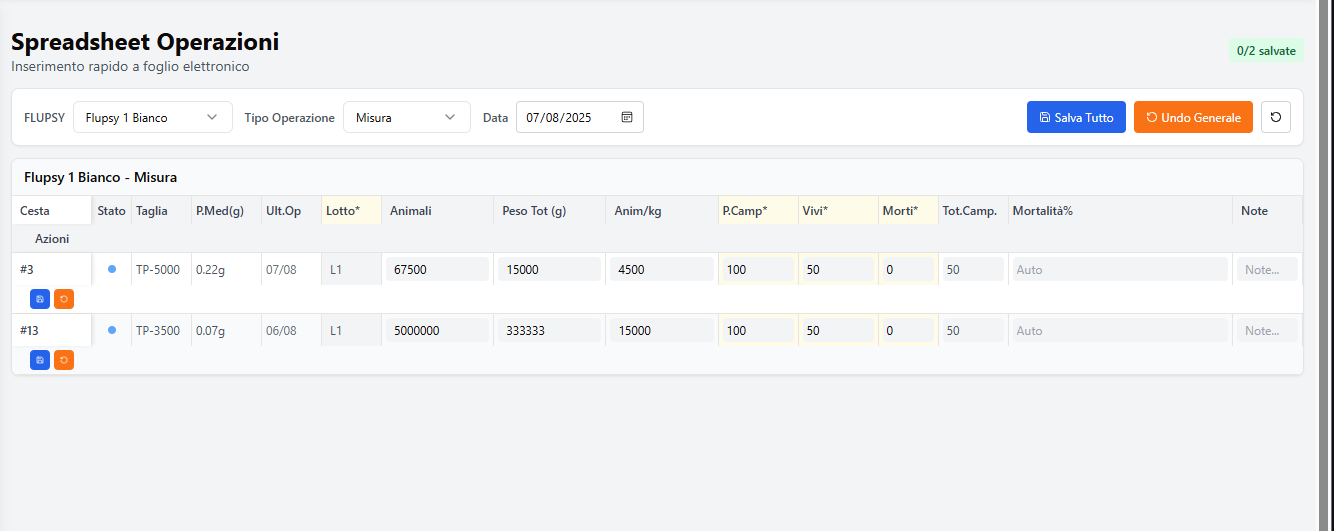 Spreadsheet Operazioni
0/2 salvate
Inserimento rapido a foglio elettronico
FLUPSY Flupsy 1 Bianco Tipo Operazione Misura Data 07/08/2025 Salva Tutto Undo Generale
Flupsy 1 Bianco - Misura
Cesta Stato Taglia P.Med(g) Ult.Op Lotto* Animali Peso Tot (g) Anim/kg P.Camp* Vivi* Morti* Tot.Camp. Mortalità% Note
Azioni
#3 TP-5000 0.22g 07/08 L1 67500 15000 4500 100 50 0 50 Auto Note...
#13 TP-3500 0.07g 06/08 L1 5000000 333333 15000 100 50 0 50 Auto Note...